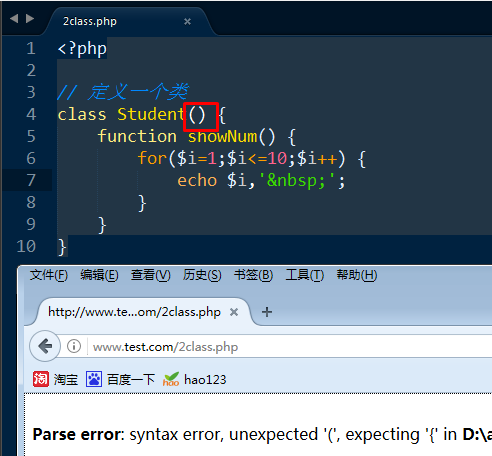 2class.php ×
1 <?php
2
3 // 定义一个类
4 class Student() {
5 function showNum() {
6 for($i=1;$i<=10;$i++) {
7 echo $i,'&nbsp;';
8 }
9 }
10 }
文件(F) 编辑(E) 查看(V) 历史(S) 书签(B) 工具(T) 帮助(H)
http://www.te...om/2class.php × +
www.test.com/2class.php
淘 淘宝 百度一下 hao hao123
Parse error: syntax error, unexpected '(', expecting '{' in D:\a